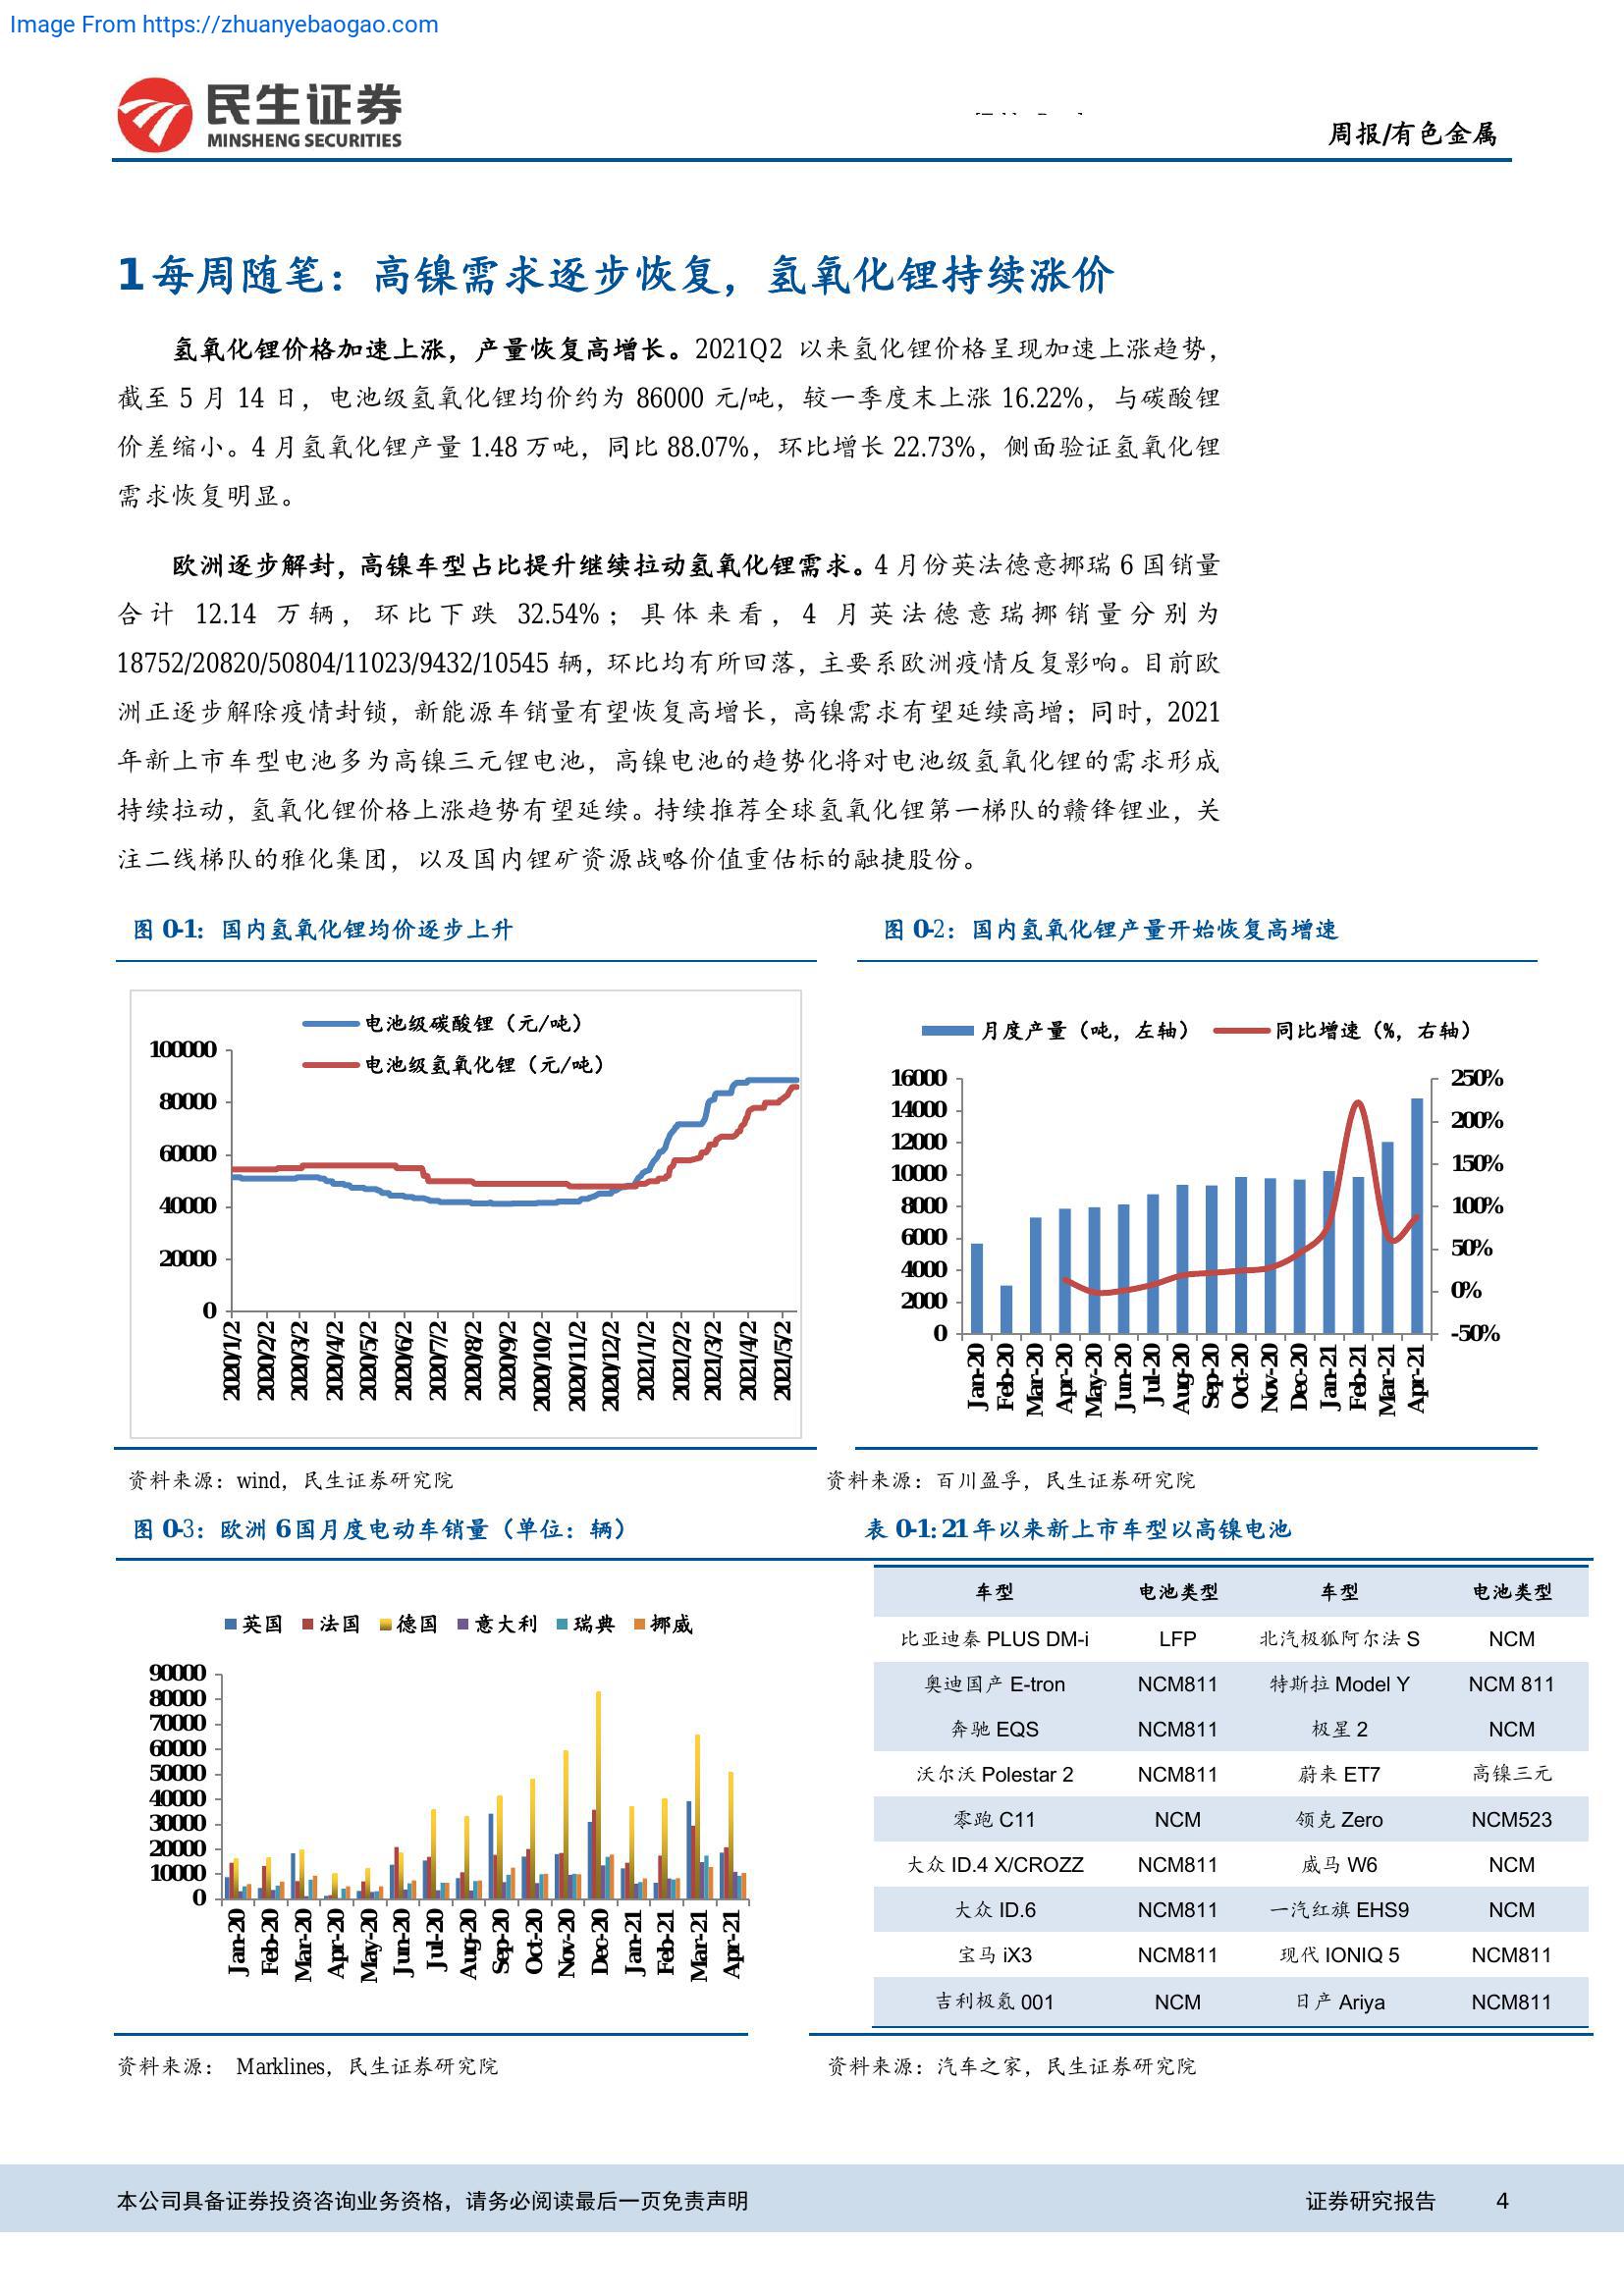 Image From https://zhuanyebaogao.com
民生证券
MINSHENG SECURITIES
周报/有色金属
1 每周随笔：高镍需求逐步恢复，氢氧化锂持续涨价
氢氧化锂价格加速上涨，产量恢复高增长。2021Q2 以来氢化锂价格呈现加速上涨趋势，
截至 5 月 14 日，电池级氢氧化锂均价约为 86000 元/吨，较一季度末上涨 16.22%，与碳酸锂
价差缩小。4 月氢氧化锂产量 1.48 万吨，同比 88.07%，环比增长 22.73%，侧面验证氢氧化锂
需求恢复明显。
欧洲逐步解封，高镍车型占比提升继续拉动氢氧化锂需求。4 月份英法德意挪瑞 6 国销量
合计 12.14 万辆，环比下跌 32.54%；具体来看，4 月英法德意瑞挪销量分别为
18752/20820/50804/11023/9432/10545 辆，环比均有所回落，主要系欧洲疫情反复影响。目前欧
洲正逐步解除疫情封锁，新能源车销量有望恢复高增长，高镍需求有望延续高增；同时，2021
年新上市车型电池多为高镍三元锂电池，高镍电池的趋势化将对电池级氢氧化锂的需求形成
持续拉动，氢氧化锂价格上涨趋势有望延续。持续推荐全球氢氧化锂第一梯队的赣锋锂业，关
注二线梯队的雅化集团，以及国内锂矿资源战略价值重估标的融捷股份。
图 0-1：国内氢氧化锂均价逐步上升
电池级碳酸锂（元/吨）
电池级氢氧化锂（元/吨）
100000
80000
60000
40000
20000
0
2020/1/2 2020/2/2 2020/3/2 2020/4/2 2020/5/2 2020/6/2 2020/7/2 2020/8/2 2020/9/2 2020/10/2 2020/11/2 2020/12/2 2021/1/2 2021/2/2 2021/3/2 2021/4/2 2021/5/2
资料来源：wind，民生证券研究院
图 0-2：国内氢氧化锂产量开始恢复高增速
月度产量（吨，左轴） 同比增速（%，右轴）
16000
14000
12000
10000
8000
6000
4000
2000
0
250%
200%
150%
100%
50%
0%
-50%
Jan-20 Feb-20 Mar-20 Apr-20 May-20 Jun-20 Jul-20 Aug-20 Sep-20 Oct-20 Nov-20 Dec-20 Jan-21 Feb-21 Mar-21 Apr-21
资料来源：百川盈孚，民生证券研究院
图 0-3：欧洲 6 国月度电动车销量（单位：辆）
英国 法国 德国 意大利 瑞典 挪威
90000
80000
70000
60000
50000
40000
30000
20000
10000
0
Jan-20 Feb-20 Mar-20 Apr-20 May-20 Jun-20 Jul-20 Aug-20 Sep-20 Oct-20 Nov-20 Dec-20 Jan-21 Feb-21 Mar-21 Apr-21
资料来源： Marklines，民生证券研究院
表 0-1: 21 年以来新上市车型以高镍电池
车型 电池类型 车型 电池类型
比亚迪秦 PLUS DM-i LFP 北汽极狐阿尔法 S NCM
奥迪国产 E-tron NCM811 特斯拉 Model Y NCM 811
奔驰 EQS NCM811 极星 2 NCM
沃尔沃 Polestar 2 NCM811 蔚来 ET7 高镍三元
零跑 C11 NCM 领克 Zero NCM523
大众 ID.4 X/CROZZ NCM811 威马 W6 NCM
大众 ID.6 NCM811 一汽红旗 EHS9 NCM
宝马 iX3 NCM811 现代 IONIQ 5 NCM811
吉利极氪 001 NCM 日产 Ariya NCM811
资料来源：汽车之家，民生证券研究院
本公司具备证券投资咨询业务资格，请务必阅读最后一页免责声明 证券研究报告 4